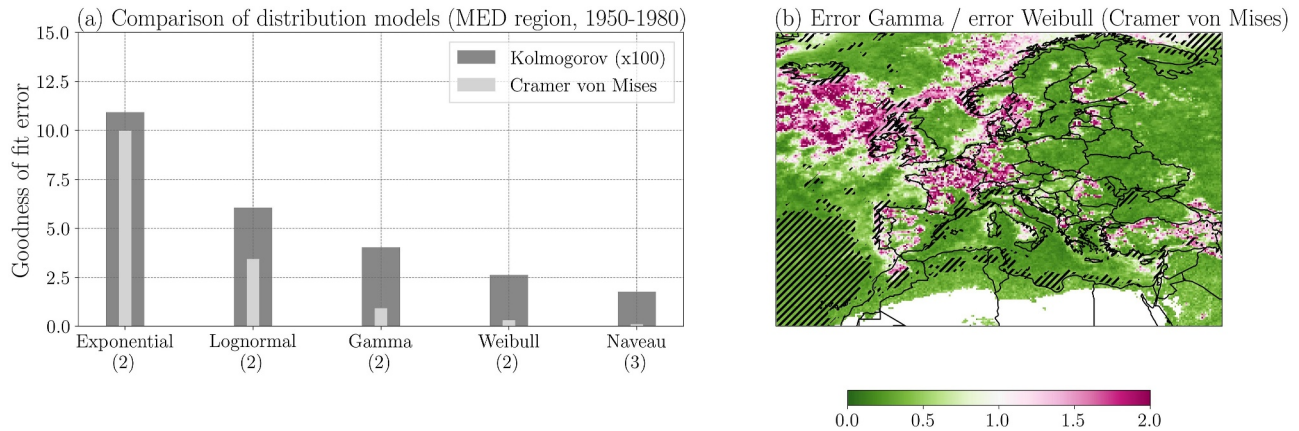 (a) Comparison of distribution models (MED region, 1950-1980)
15.0
12.5
10.0
7.5
5.0
2.5
0.0
Goodness of fit error
Kolmogorov (x100)
Cramer von Mises
Exponential
(2)
Lognormal
(2)
Gamma
(2)
Weibull
(2)
Naveau
(3)
(b) Error Gamma / error Weibull (Cramer von Mises)
0.0 0.5 1.0 1.5 2.0